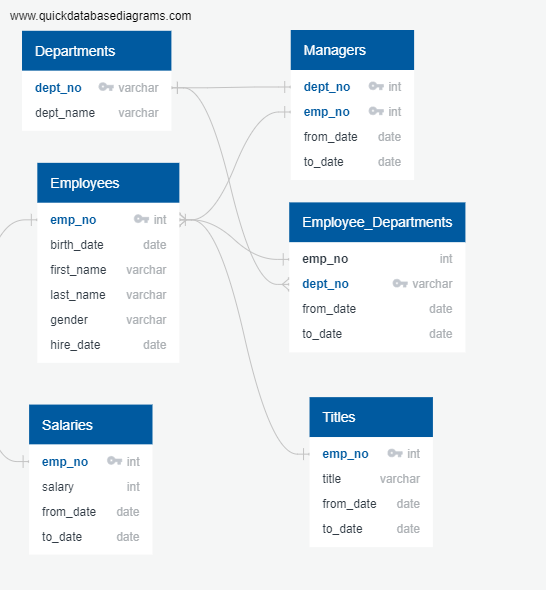 www.quickdatabasediagrams.com
Departments
dept_no varchar
dept_name varchar
Managers
dept_no int
emp_no int
from_date date
to_date date
Employees
emp_no int
birth_date date
first_name varchar
last_name varchar
gender varchar
hire_date date
Employee_Departments
emp_no int
dept_no varchar
from_date date
to_date date
Salaries
emp_no int
salary int
from_date date
to_date date
Titles
emp_no int
title varchar
from_date date
to_date date